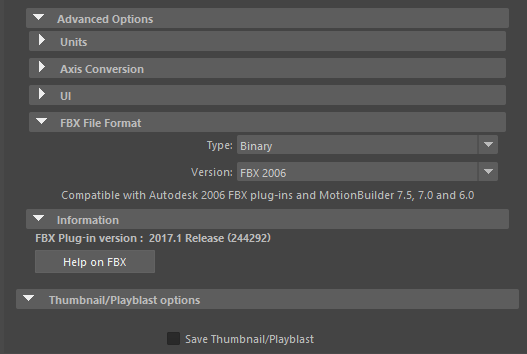 Advanced Options
Units
Axis Conversion
UI
FBX File Format
Type: Binary
Version: FBX 2006
Compatible with Autodesk 2006 FBX plug-ins and MotionBuilder 7.5, 7.0 and 6.0
Information
FBX Plug-in version : 2017.1 Release (244292)
Help on FBX
Thumbnail/Playblast options
Save Thumbnail/Playblast